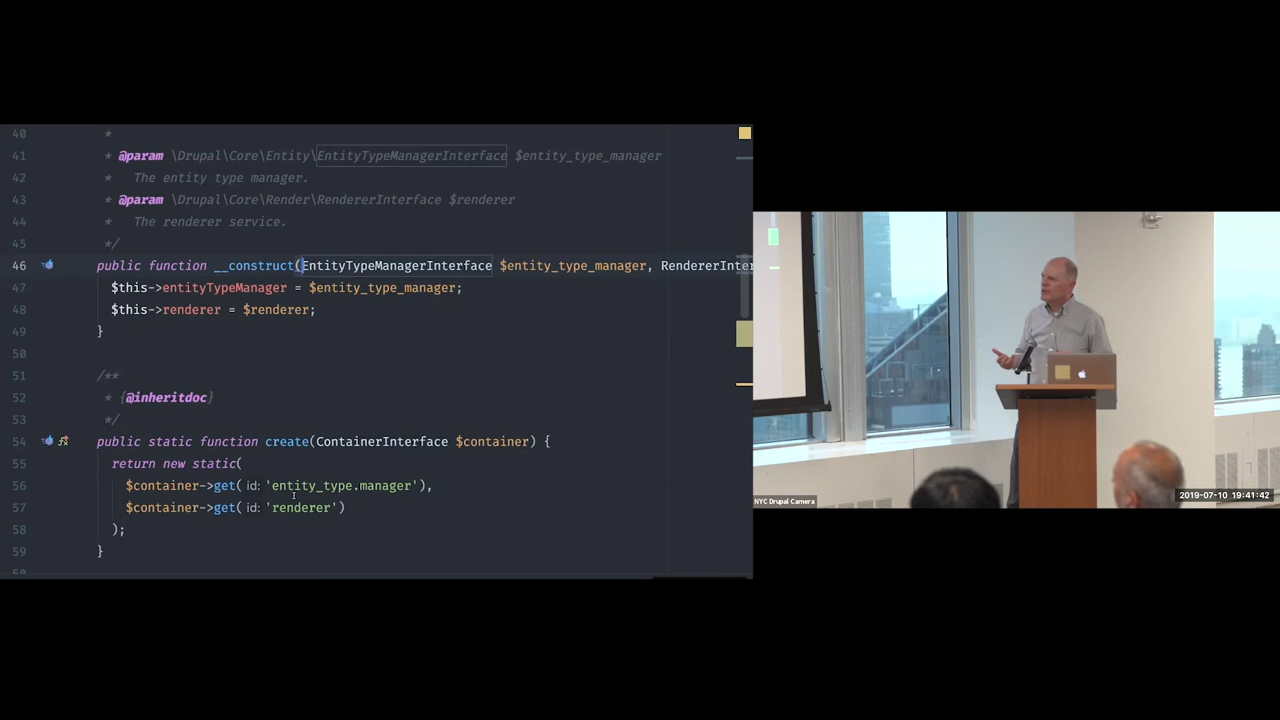 40 *
41 * @param \Drupal\Core\Entity\EntityTypeManagerInterface $entity_type_manager
42 *   The entity type manager.
43 * @param \Drupal\Core\Render\RendererInterface $renderer
44 *   The renderer service.
45 */
46 public function __construct(EntityTypeManagerInterface $entity_type_manager, RendererInter
47 $this->entityTypeManager = $entity_type_manager;
48 $this->renderer = $renderer;
49 }
50
51 /**
52 * {@inheritdoc}
53 */
54 public static function create(ContainerInterface $container) {
55 return new static(
56 $container->get( id: 'entity_type.manager'),
57 $container->get( id: 'renderer')
58 );
59 }
NYC Drupal Camera
2019-07-10 19:41:42